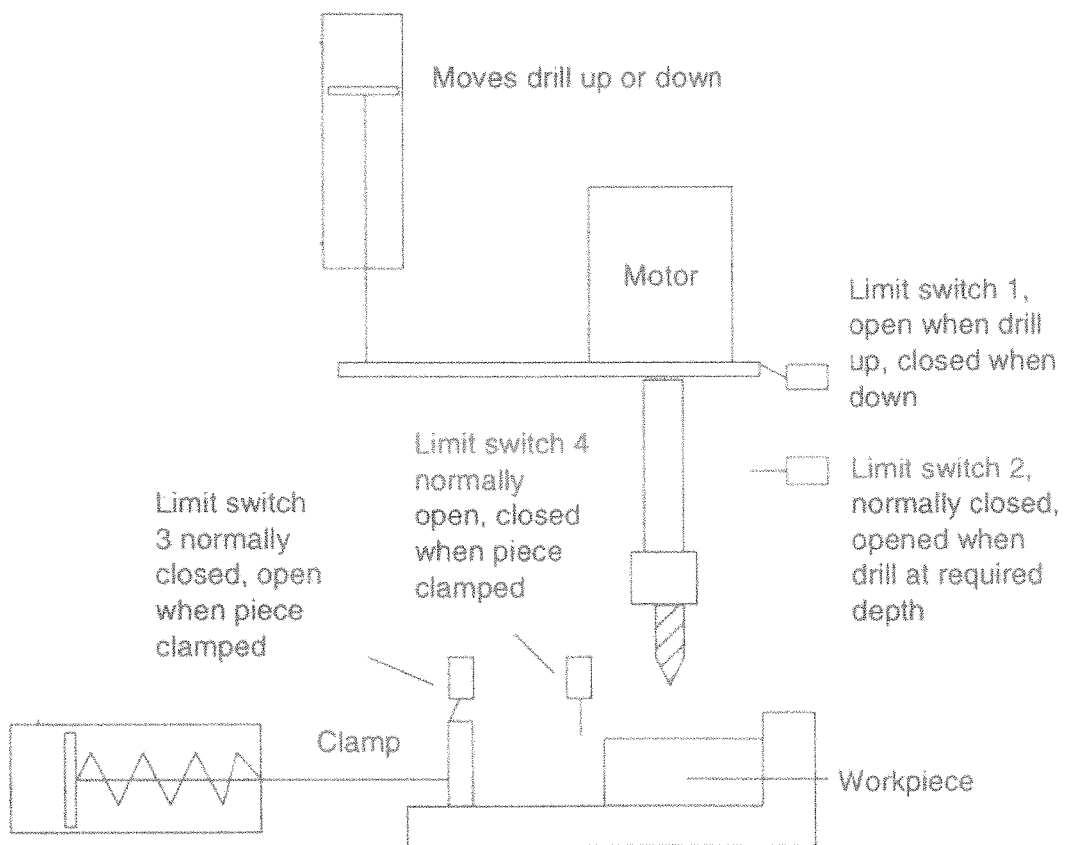 Moves drill up or down
Motor
Limit switch 1,
open when drill
up, closed when
down
Limit switch 4
normally
open, closed
when piece
clamped
Limit switch 2,
normally closed,
opened when
drill at required
depth
Limit switch
3 normally
closed, open
when piece
clamped
Clamp
Workpiece